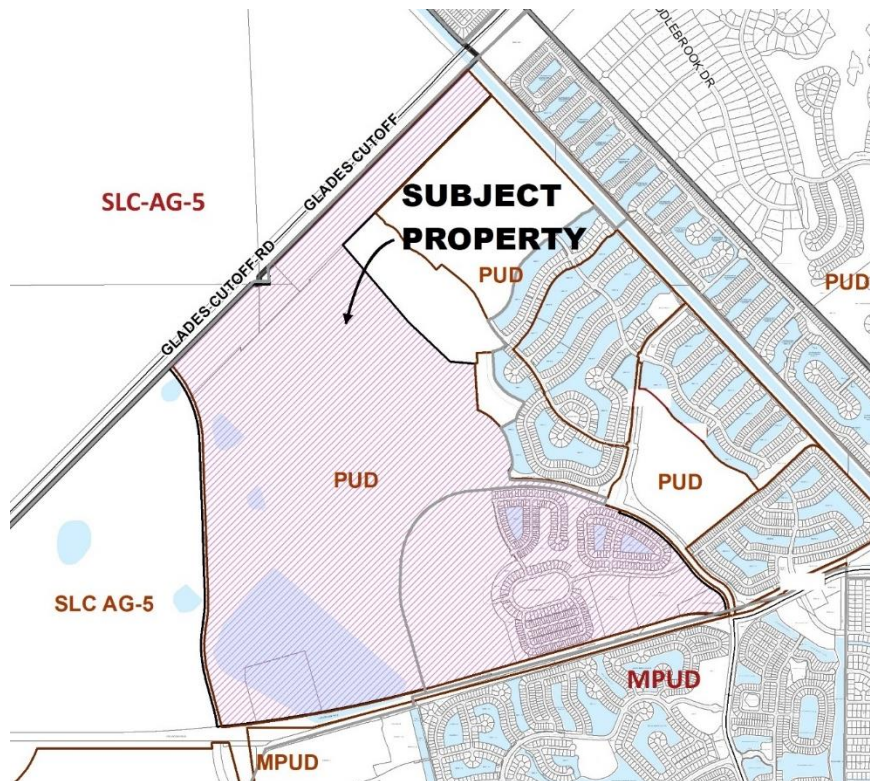 DDLEBROOK DR
GLADES CUTOFF
SLC-AG-5
SUBJECT
PROPERTY
GLADES CUTOFF RD
PUD
PUD
PUD
PUD
SLC AG-5
MPUD
MPUD